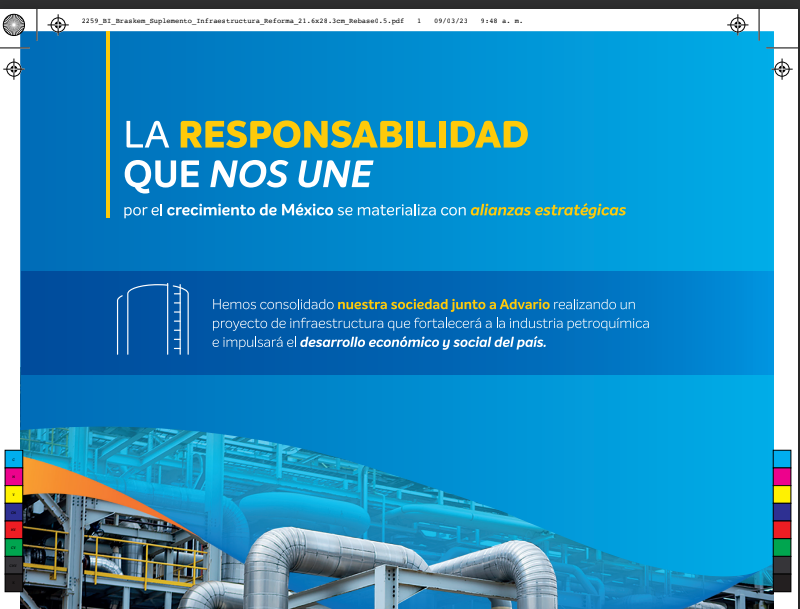 2259_BI_Braskem_Suplemento_Infraestructura_Reforma_21.6x28.3cm_Rebase0.5.pdf 1 09/03/23 9:48 a. m.
LA RESPONSABILIDAD
QUE NOS UNE
por el crecimiento de México se materializa con alianzas estratégicas
Hemos consolidado nuestra sociedad junto a Advario realizando un
proyecto de infraestructura que fortalecerá a la industria petroquímica
e impulsará el desarrollo económico y social del país.